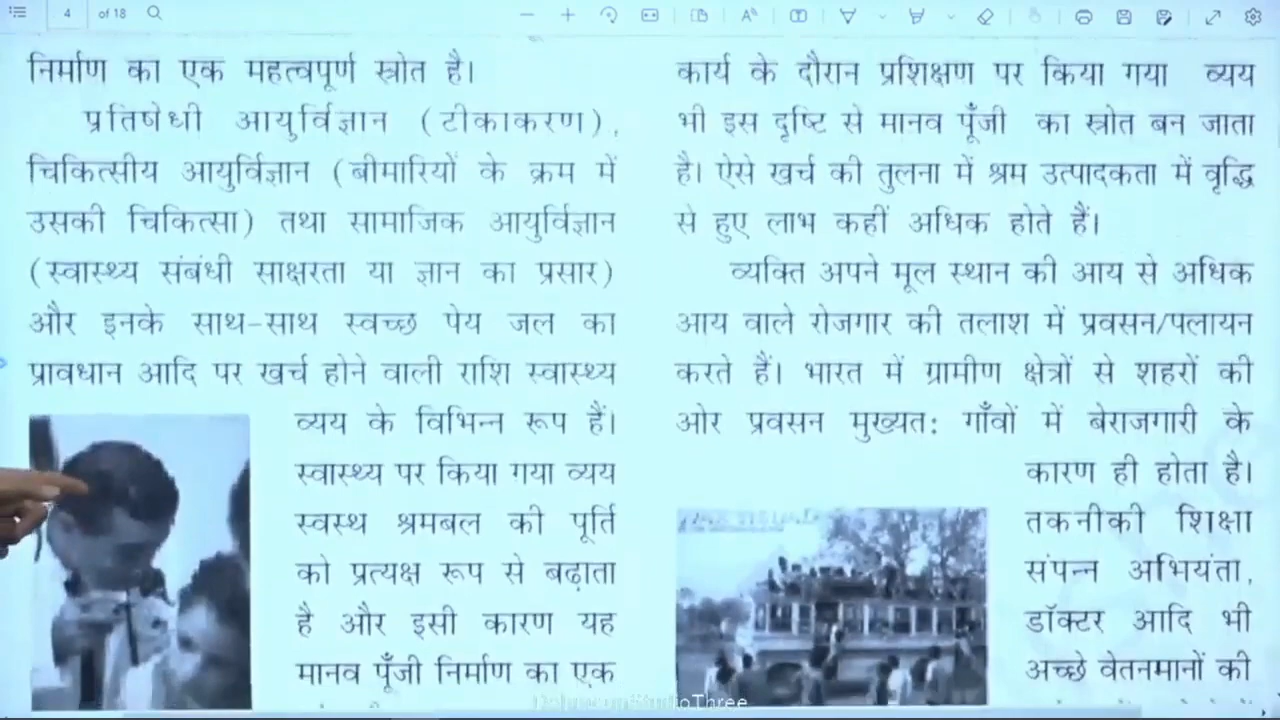 4 of 18
निर्माण का एक महत्वपूर्ण स्त्रोत है।
प्रतिषेधी आयुर्विज्ञान (टीकाकरण),
चिकित्सीय आयुर्विज्ञान (बीमारियों के क्रम में
उसकी चिकित्सा) तथा सामाजिक आयुर्विज्ञान
(स्वास्थ्य संबंधी साक्षरता या ज्ञान का प्रसार)
और इनके साथ-साथ स्वच्छ पेय जल का
प्रावधान आदि पर खर्च होने वाली राशि स्वास्थ्य
व्यय के विभिन्न रूप हैं।
स्वास्थ्य पर किया गया व्यय
स्वस्थ श्रमबल की पूर्ति
को प्रत्यक्ष रूप से बढ़ाता
है और इसी कारण यह
मानव पूँजी निर्माण का एक
कार्य के दौरान प्रशिक्षण पर किया गया व्यय
भी इस दृष्टि से मानव पूँजी का स्रोत बन जाता
है। ऐसे खर्च की तुलना में श्रम उत्पादकता में वृद्धि
से हुए लाभ कहीं अधिक होते हैं।
व्यक्ति अपने मूल स्थान की आय से अधिक
आय वाले रोजगार की तलाश में प्रवसन/पलायन
करते हैं। भारत में ग्रामीण क्षेत्रों से शहरों की
ओर प्रवसन मुख्यत: गाँवों में बेराजगारी के
कारण ही होता है।
तकनीकी शिक्षा
संपन्न अभियंता,
डॉक्टर आदि भी
अच्छे वेतनमानों की